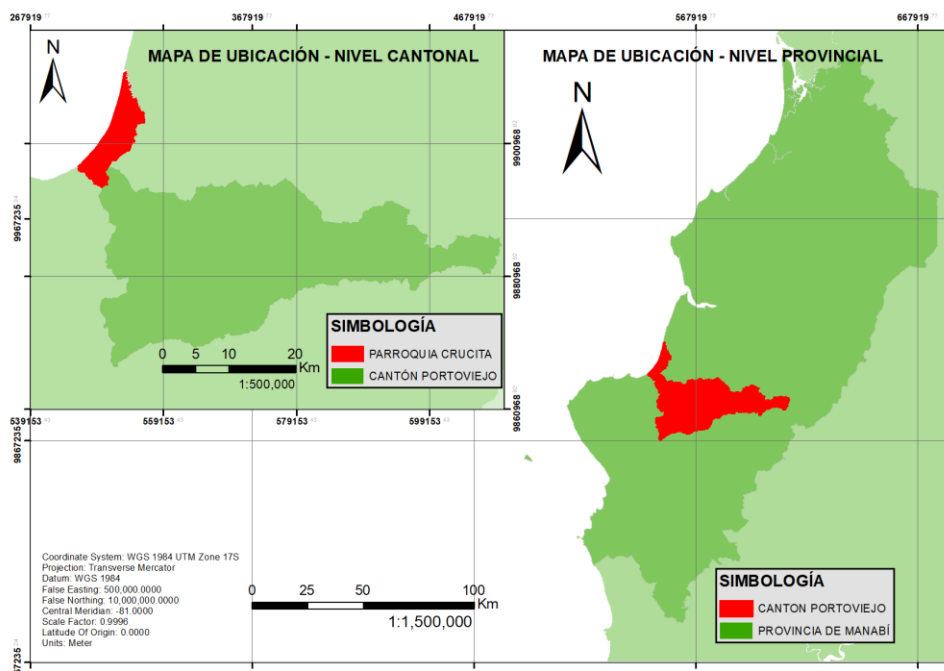 267919
367919
467919
567919
667919
N
MAPA DE UBICACIÓN - NIVEL CANTONAL
MAPA DE UBICACIÓN - NIVEL PROVINCIAL
N
9900968
9967235
9880968
SIMBOLOGÍA
PARROQUIA CRUCITA
CANTÓN PORTOVIEJO
0 5 10 20
Km
1:500,000
9860968
539153
559153
579153
599153
9867235
Coordinate System: WGS 1984 UTM Zone 17S
Projection: Transverse Mercator
Datum: WGS 1984
False Easting: 500,000.0000
False Northing: 10,000,000.0000
Central Meridian: -81.0000
Scale Factor: 0.9996
Latitude Of Origin: 0.0000
Units: Meter
0 25 50 100
Km
1:1,500,000
SIMBOLOGÍA
CANTON PORTOVIEJO
PROVINCIA DE MANABÍ